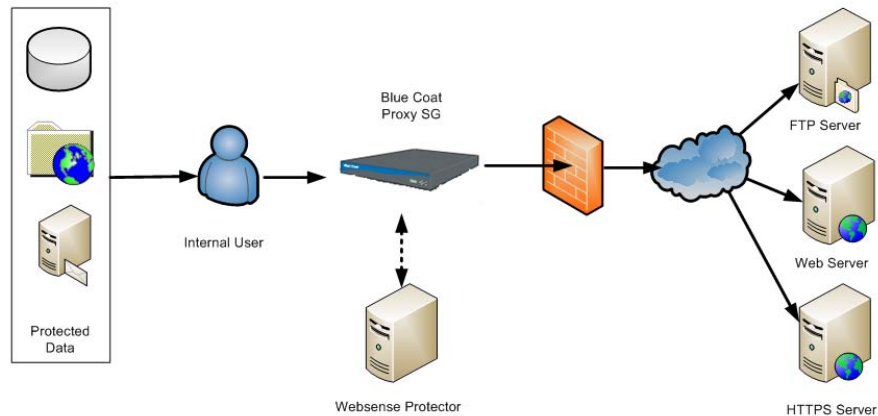 Protected
Data
Internal User
Blue Coat
Proxy SG
Websense Protector
FTP Server
Web Server
HTTPS Server